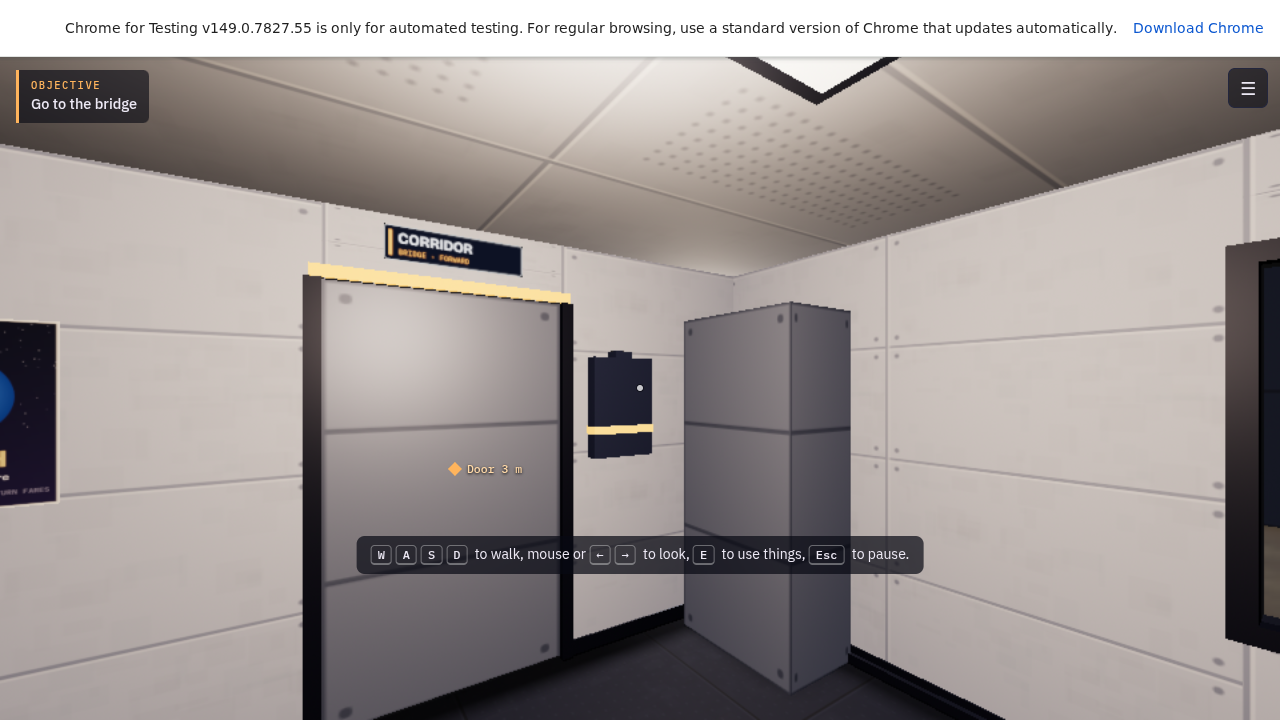 Chrome for Testing v149.0.7827.55 is only for automated testing. For regular browsing, use a standard version of Chrome that updates automatically. Download Chrome
OBJECTIVE
Go to the bridge
☰
CORRIDOR
BRIDGE · FORWARD
URN FARES
Door 3 m
W A S D to walk, mouse or ← → to look, E to use things, Esc to pause.